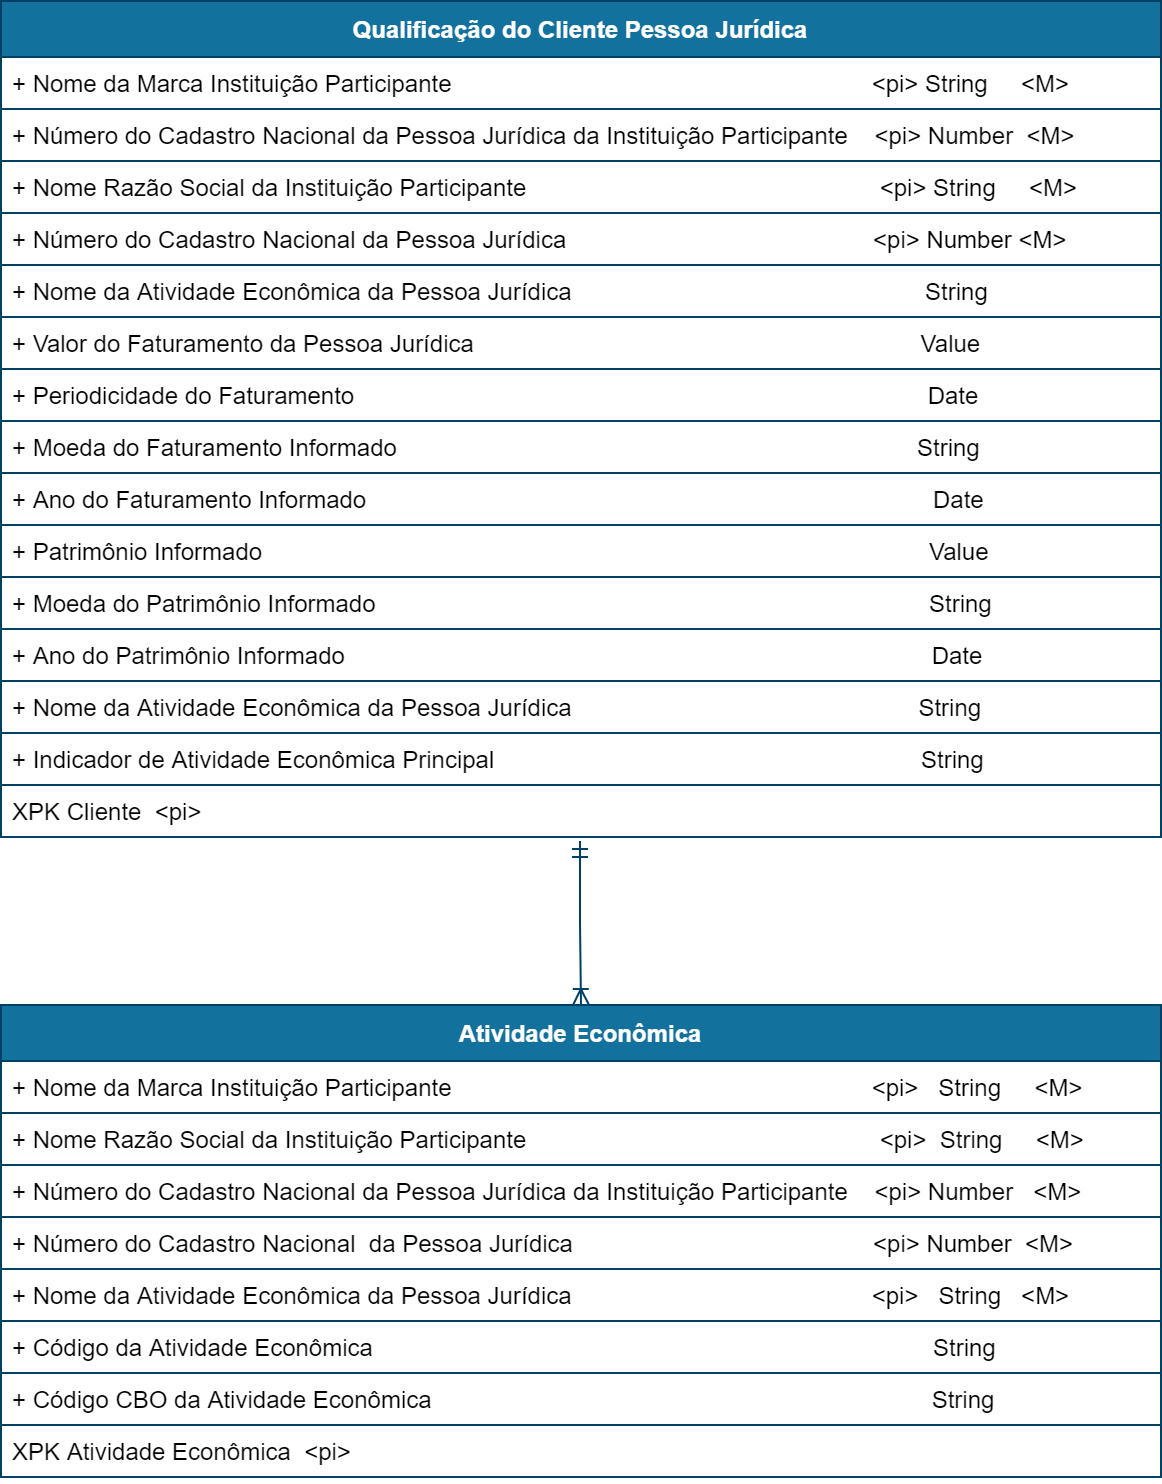 Qualificação do Cliente Pessoa Jurídica
+ Nome da Marca Instituição Participante <pi> String <M>
+ Número do Cadastro Nacional da Pessoa Jurídica da Instituição Participante <pi> Number <M>
+ Nome Razão Social da Instituição Participante <pi> String <M>
+ Número do Cadastro Nacional da Pessoa Jurídica <pi> Number <M>
+ Nome da Atividade Econômica da Pessoa Jurídica String
+ Valor do Faturamento da Pessoa Jurídica Value
+ Periodicidade do Faturamento Date
+ Moeda do Faturamento Informado String
+ Ano do Faturamento Informado Date
+ Patrimônio Informado Value
+ Moeda do Patrimônio Informado String
+ Ano do Patrimônio Informado Date
+ Nome da Atividade Econômica da Pessoa Jurídica String
+ Indicador de Atividade Econômica Principal String
XPK Cliente <pi>
Atividade Econômica
+ Nome da Marca Instituição Participante <pi> String <M>
+ Nome Razão Social da Instituição Participante <pi> String <M>
+ Número do Cadastro Nacional da Pessoa Jurídica da Instituição Participante <pi> Number <M>
+ Número do Cadastro Nacional da Pessoa Jurídica <pi> Number <M>
+ Nome da Atividade Econômica da Pessoa Jurídica <pi> String <M>
+ Código da Atividade Econômica String
+ Código CBO da Atividade Econômica String
XPK Atividade Econômica <pi>